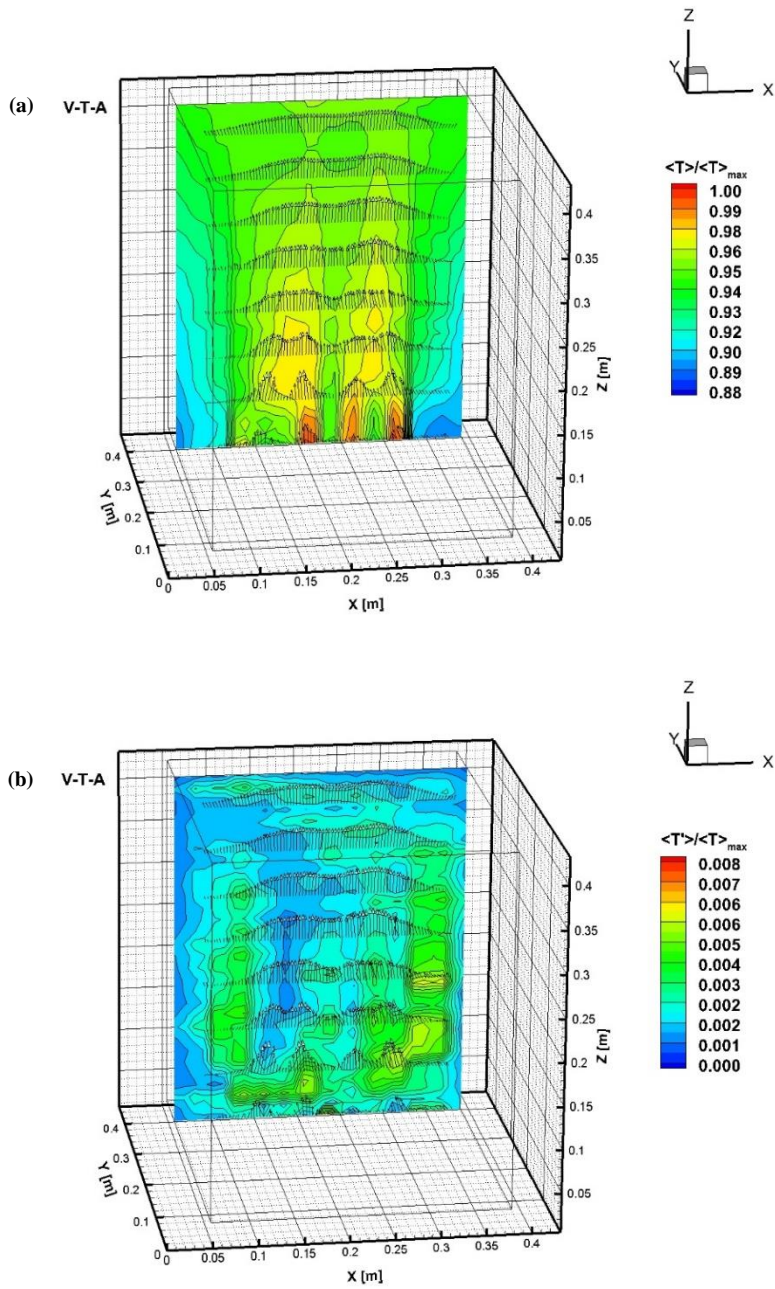 Z
Y
X
(a)
V-T-A
<T>/<T>max
1.00
0.99
0.98
0.96
0.95
0.94
0.93
0.92
0.90
0.89
0.88
0.4
0.35
0.3
0.25
0.2
0.15
0.1
0.05
Z [m]
0.4
0.3
0.2
0.1
Y [m]
0
0 0.05 0.1 0.15 0.2 0.25 0.3 0.35 0.4
X [m]
Z
Y
X
(b)
V-T-A
<T'>/<T>max
0.008
0.007
0.006
0.006
0.005
0.004
0.003
0.002
0.002
0.001
0.001
0.000
0.4
0.35
0.3
0.25
0.2
0.15
0.1
0.05
Z [m]
0.4
0.3
0.2
0.1
Y [m]
0
0 0.05 0.1 0.15 0.2 0.25 0.3 0.35 0.4
X [m]